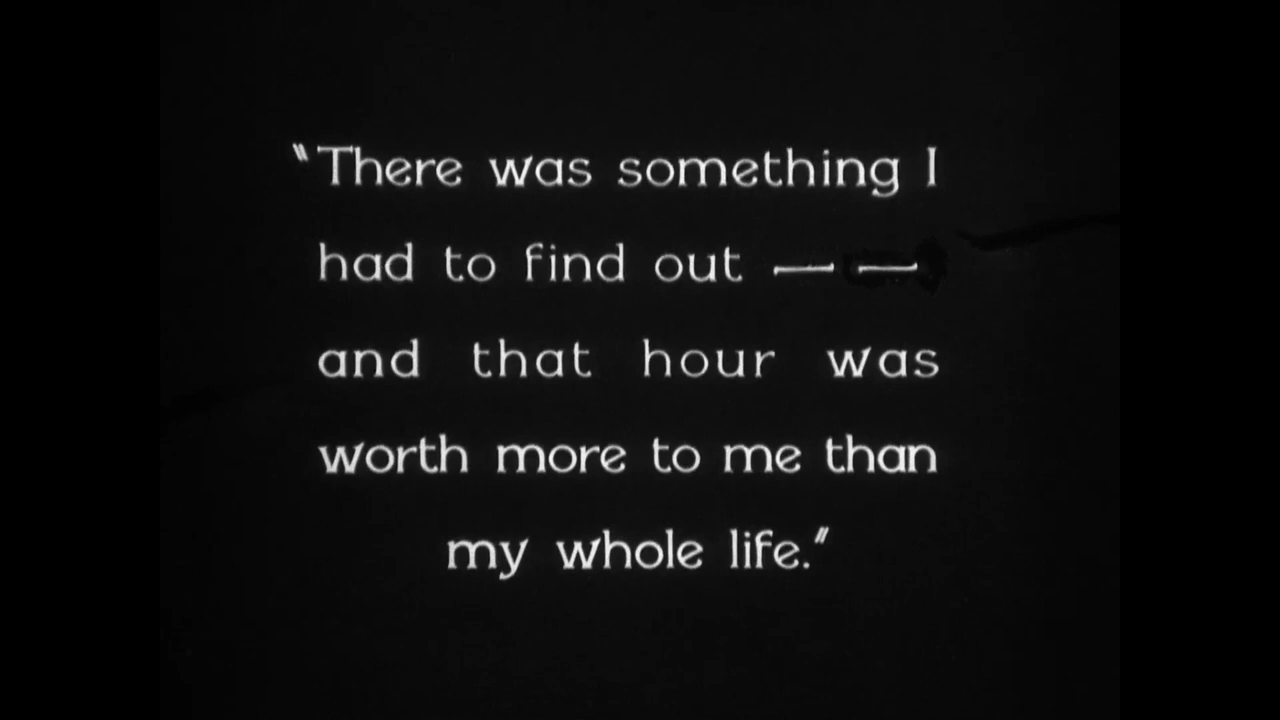 "There was something I
had to find out — —
and that hour was
worth more to me than
my whole life."